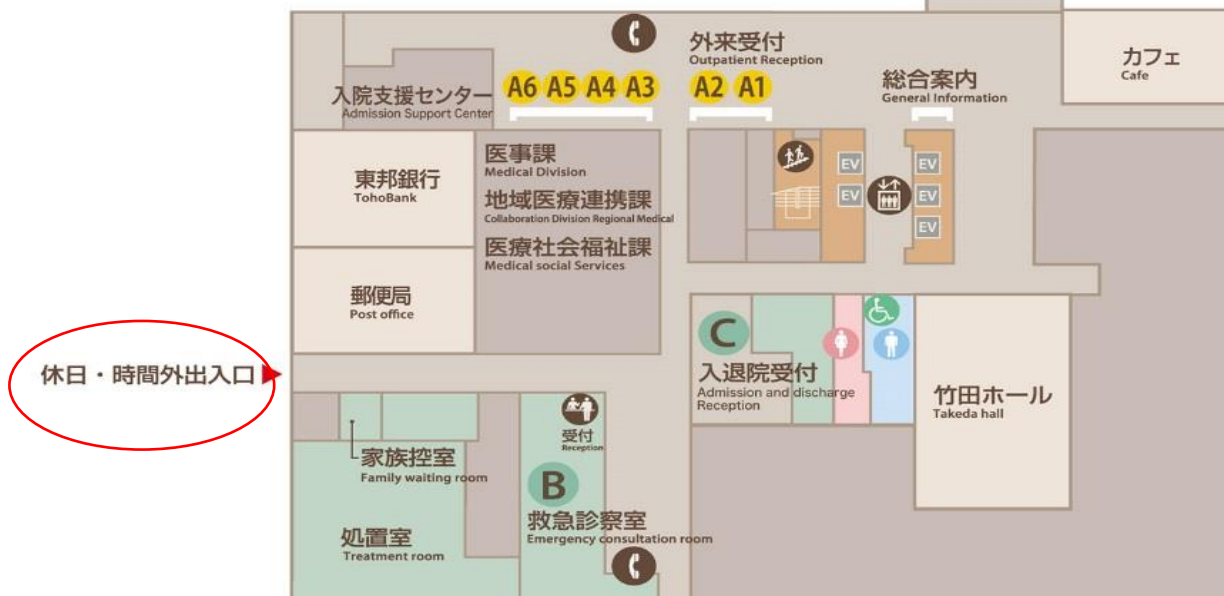 外来受付
Outpatient Reception
A6 A5 A4 A3
A2 A1
総合案内
General Information
カフェ
Cafe
入院支援センター
Admission Support Center
東邦銀行
TohoBank
医事課
Medical Division
地域医療連携課
Collaboration Division Regional Medical
医療社会福祉課
Medical social Services
EV
EV
EV
EV
EV
郵便局
Post office
休日・時間外出入口
C
入退院受付
Admission and discharge
Reception
竹田ホール
Takeda hall
受付
Reception
家族控室
Family waiting room
B
救急診察室
Emergency consultation room
処置室
Treatment room